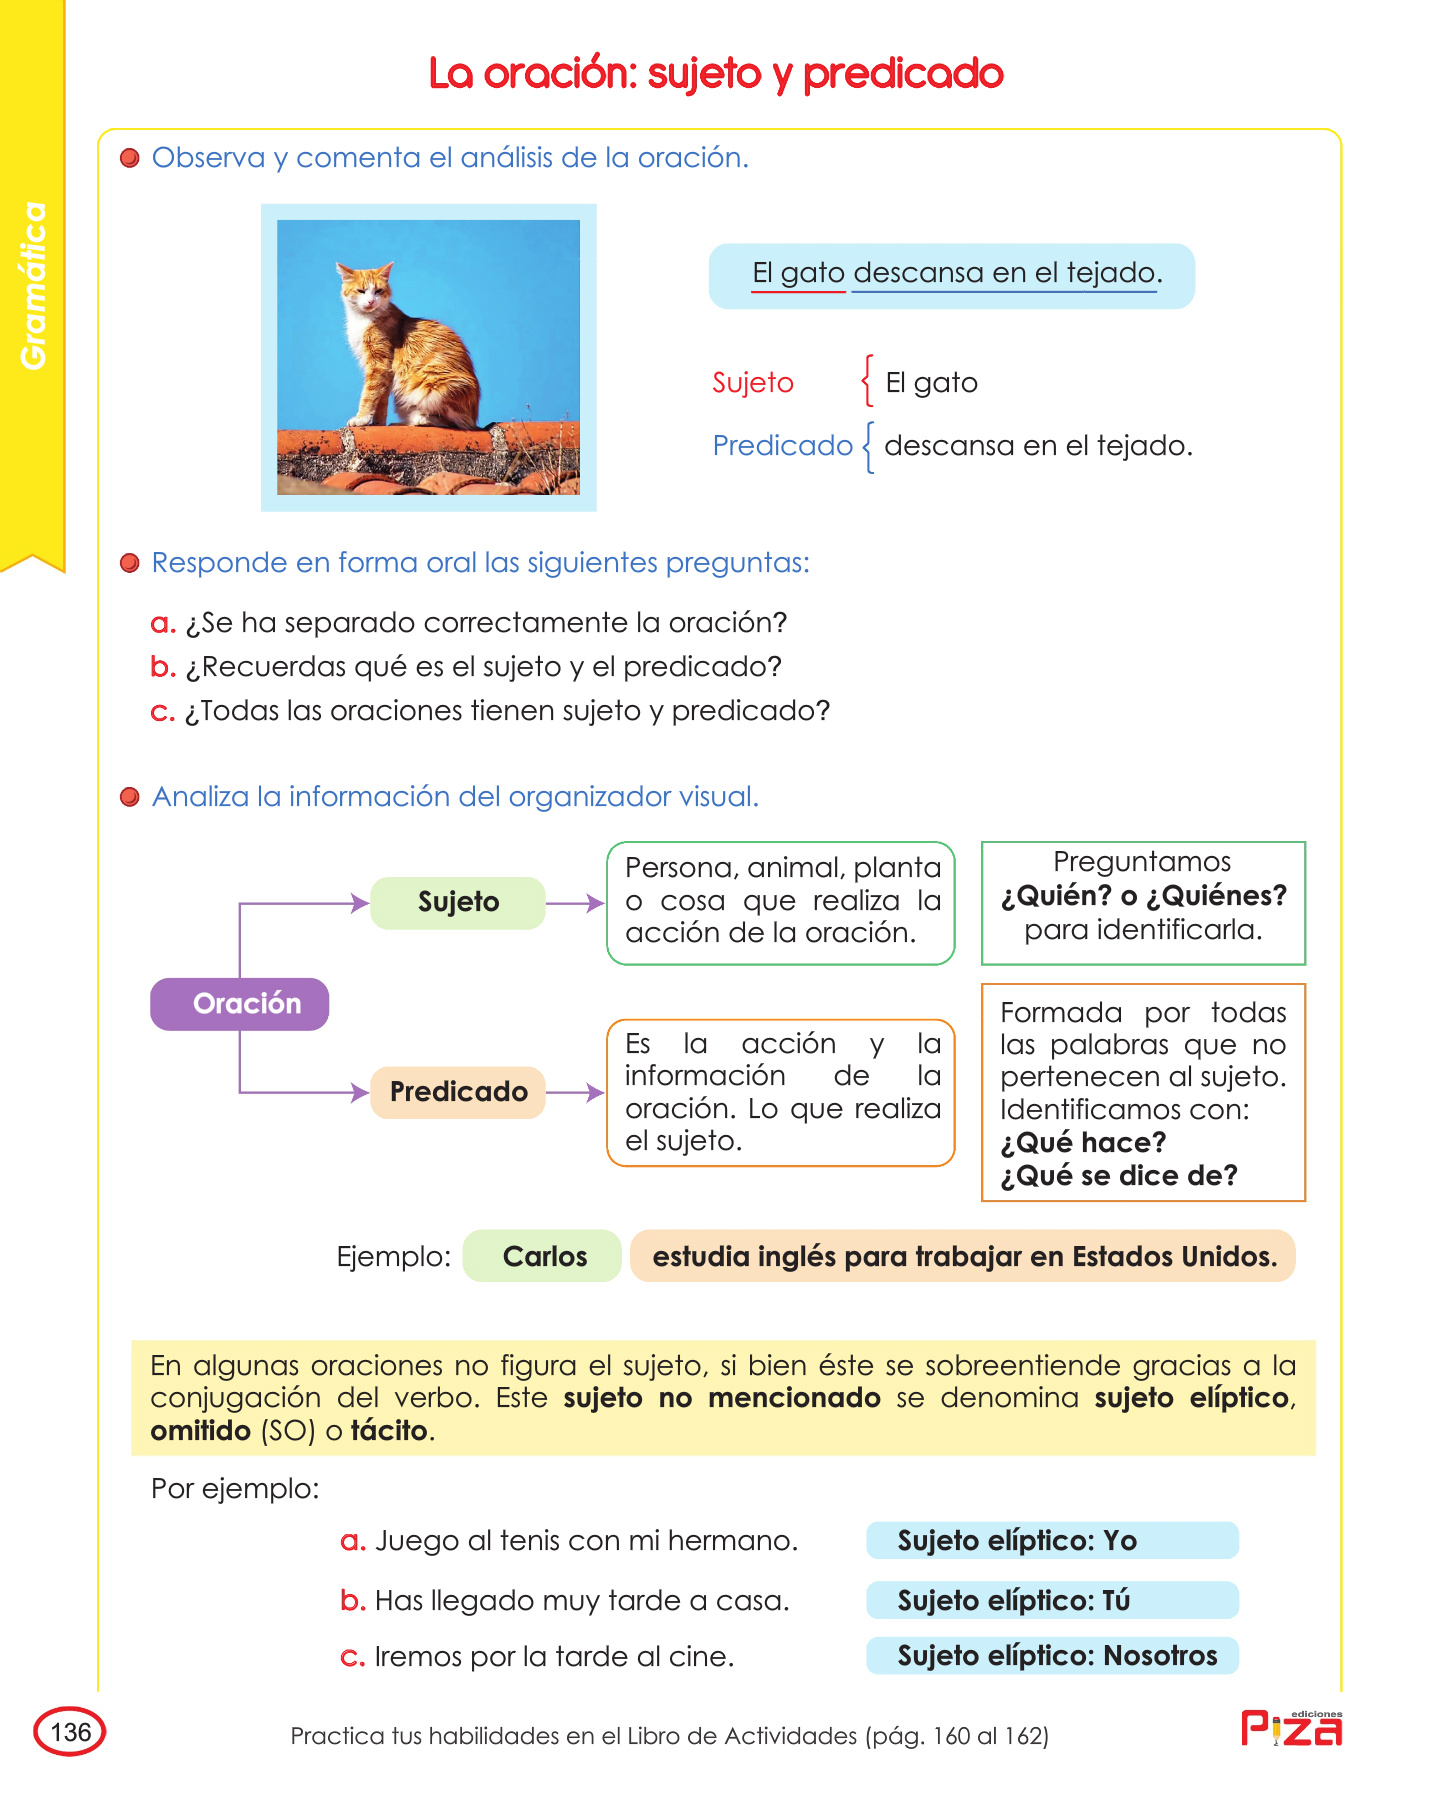 La oración: sujeto y predicado
Gramática
Observa y comenta el análisis de la oración.
El gato descansa en el tejado.
Sujeto { El gato
Predicado { descansa en el tejado.
Responde en forma oral las siguientes preguntas:
a. ¿Se ha separado correctamente la oración?
b. ¿Recuerdas qué es el sujeto y el predicado?
c. ¿Todas las oraciones tienen sujeto y predicado?
Analiza la información del organizador visual.
Oración
Sujeto
Persona, animal, planta
o cosa que realiza la
acción de la oración.
Preguntamos
¿Quién? o ¿Quiénes?
para identificarla.
Predicado
Es la acción y la
información de la
oración. Lo que realiza
el sujeto.
Formada por todas
las palabras que no
pertenecen al sujeto.
Identificamos con:
¿Qué hace?
¿Qué se dice de?
Ejemplo: Carlos estudia inglés para trabajar en Estados Unidos.
En algunas oraciones no figura el sujeto, si bien éste se sobreentiende gracias a la
conjugación del verbo. Este sujeto no mencionado se denomina sujeto elíptico,
omitido (SO) o tácito.
Por ejemplo:
a. Juego al tenis con mi hermano. Sujeto elíptico: Yo
b. Has llegado muy tarde a casa. Sujeto elíptico: Tú
c. Iremos por la tarde al cine. Sujeto elíptico: Nosotros
136
Practica tus habilidades en el Libro de Actividades (pág. 160 al 162)
ediciones
Piza